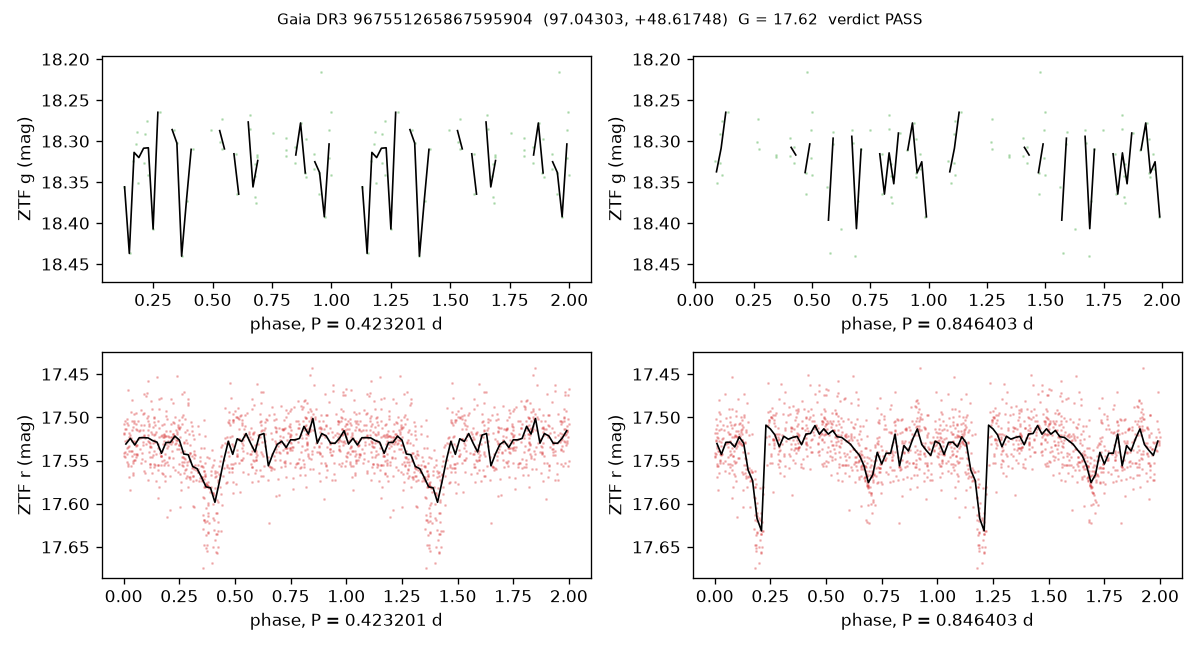 Gaia DR3 967551265867595904  (97.04303, +48.61748)  G = 17.62  verdict PASS
ZTF g (mag)
18.20
18.25
18.30
18.35
18.40
18.45
0.25 0.50 0.75 1.00 1.25 1.50 1.75 2.00
phase, P = 0.423201 d
ZTF g (mag)
18.20
18.25
18.30
18.35
18.40
18.45
0.00 0.25 0.50 0.75 1.00 1.25 1.50 1.75 2.00
phase, P = 0.846403 d
ZTF r (mag)
17.45
17.50
17.55
17.60
17.65
0.00 0.25 0.50 0.75 1.00 1.25 1.50 1.75 2.00
phase, P = 0.423201 d
ZTF r (mag)
17.45
17.50
17.55
17.60
17.65
0.00 0.25 0.50 0.75 1.00 1.25 1.50 1.75 2.00
phase, P = 0.846403 d